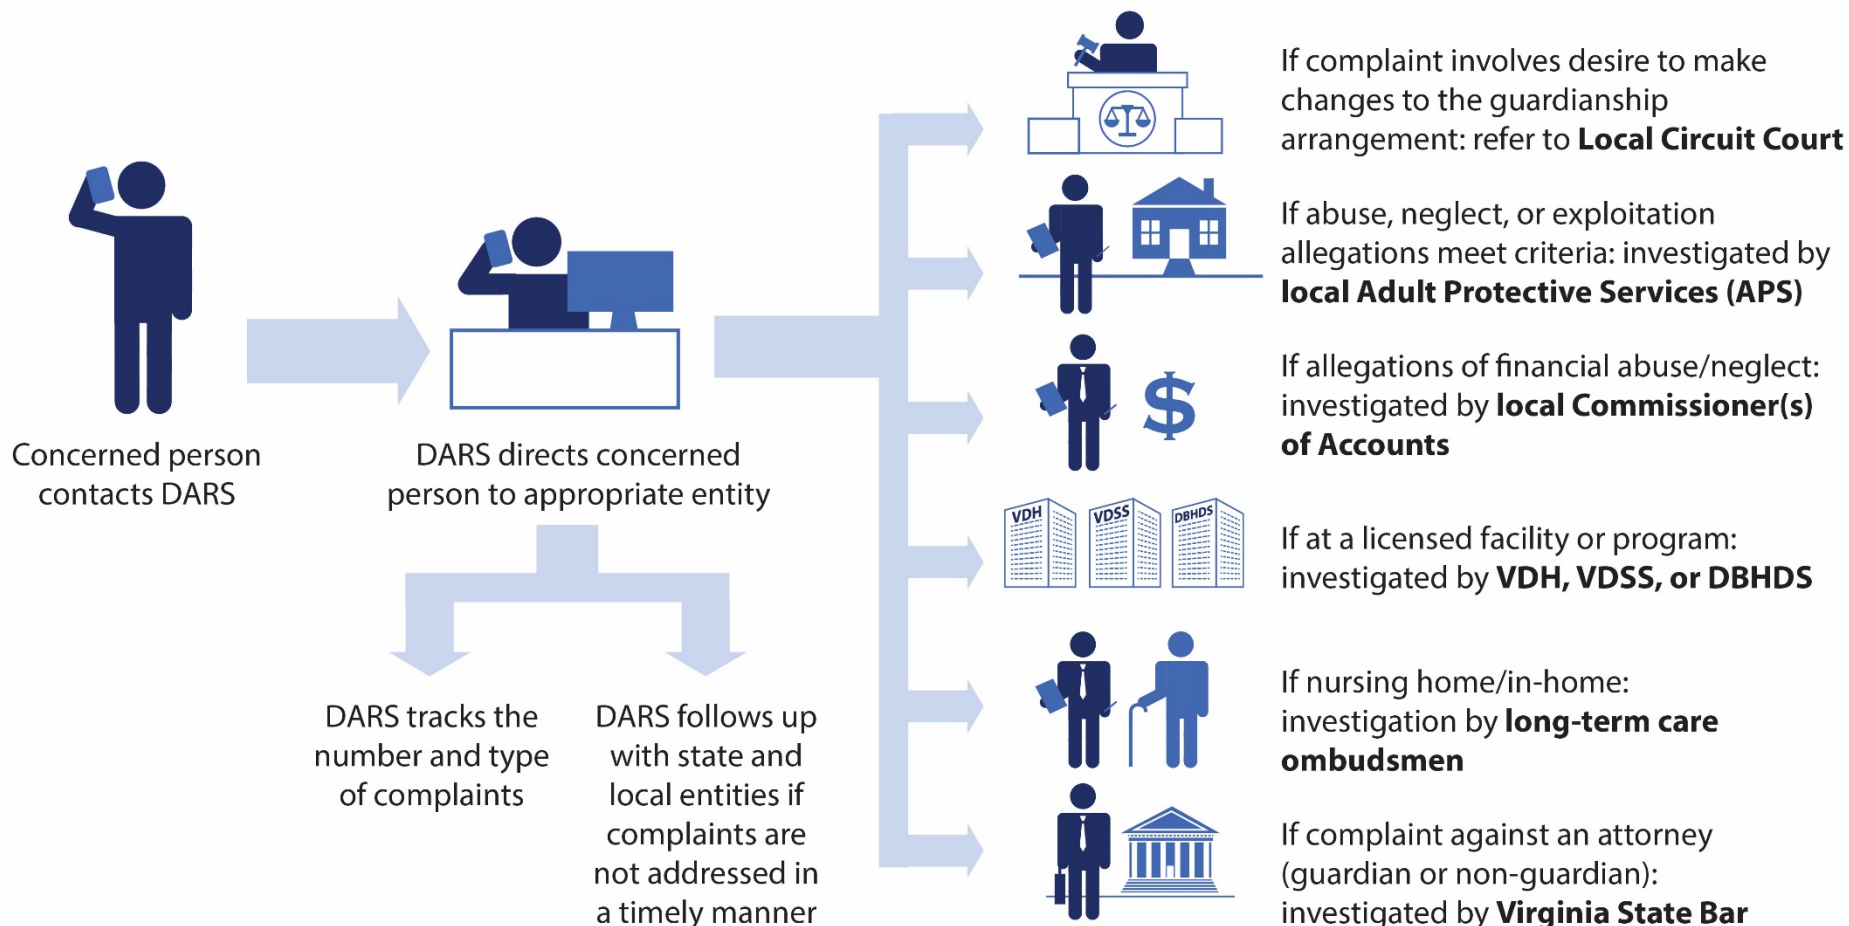 Concerned person
contacts DARS
DARS directs concerned
person to appropriate entity
DARS tracks the
number and type
of complaints
DARS follows up
with state and
local entities if
complaints are
not addressed in
a timely manner
If complaint involves desire to make
changes to the guardianship
arrangement: refer to Local Circuit Court
If abuse, neglect, or exploitation
allegations meet criteria: investigated by
local Adult Protective Services (APS)
$
If allegations of financial abuse/neglect:
investigated by local Commissioner(s)
of Accounts
VDH
VDSS
DBHDS
If at a licensed facility or program:
investigated by VDH, VDSS, or DBHDS
If nursing home/in-home:
investigation by long-term care
ombudsmen
If complaint against an attorney
(guardian or non-guardian):
investigated by Virginia State Bar